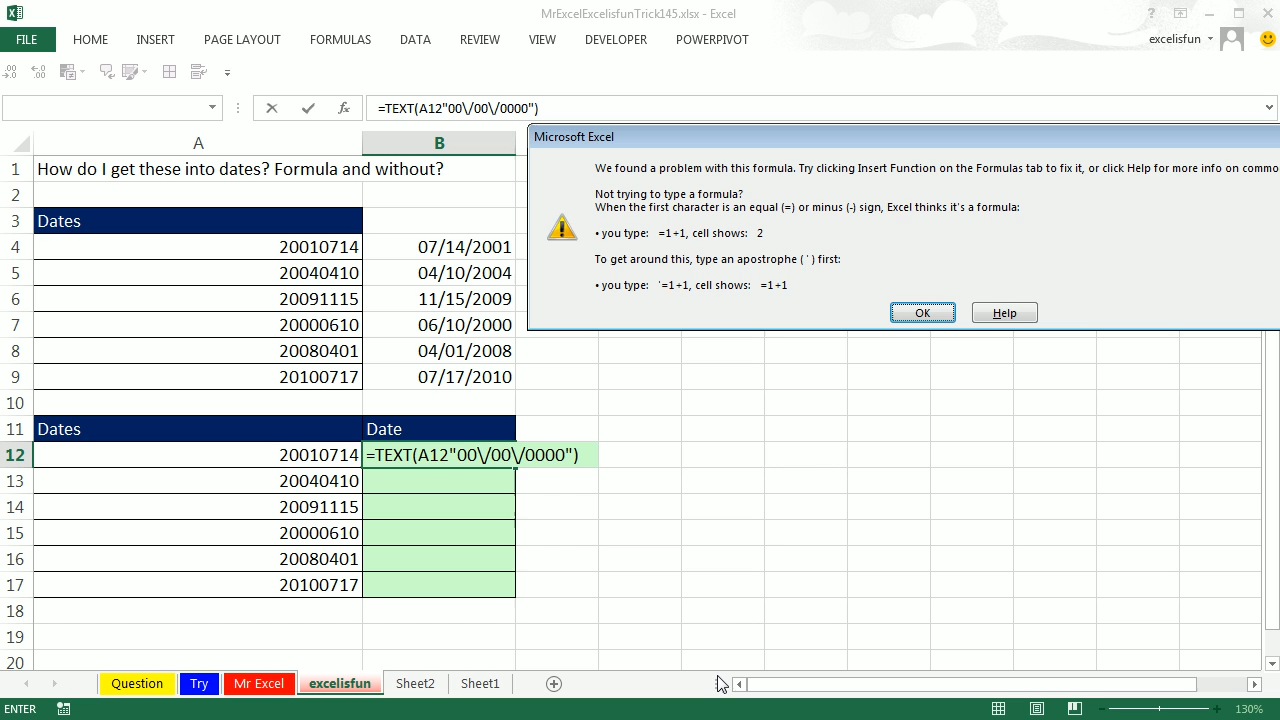 MrExcelExcelisfunTrick145.xlsx - Excel
?
FILE HOME INSERT PAGE LAYOUT FORMULAS DATA REVIEW VIEW DEVELOPER POWERPIVOT excelisfun
fx =TEXT(A12"00\/00\/0000")
A B
Microsoft Excel
We found a problem with this formula. Try clicking Insert Function on the Formulas tab to fix it, or click Help for more info on commo
Not trying to type a formula?
When the first character is an equal (=) or minus (-) sign, Excel thinks it's a formula:
• you type: =1+1, cell shows: 2
To get around this, type an apostrophe ( ' ) first:
• you type: '=1+1, cell shows: =1+1
OK Help
1 How do I get these into dates? Formula and without?
2
3 Dates
4 20010714 07/14/2001
5 20040410 04/10/2004
6 20091115 11/15/2009
7 20000610 06/10/2000
8 20080401 04/01/2008
9 20100717 07/17/2010
10
11 Dates Date
12 20010714 =TEXT(A12"00\/00\/0000")
13 20040410
14 20091115
15 20000610
16 20080401
17 20100717
18
19
20
Question Try Mr Excel excelisfun Sheet2 Sheet1
ENTER 130%